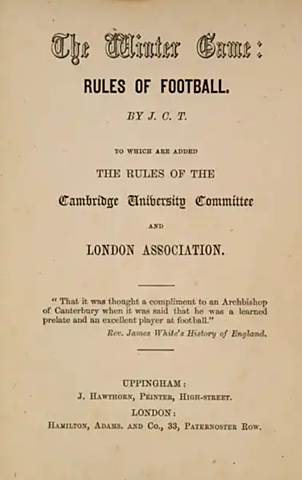 The Winter Game:
RULES OF FOOTBALL.
BY J. C. T.
TO WHICH ARE ADDED
THE RULES OF THE
Cambridge University Committee
AND
LONDON ASSOCIATION.
"That it was thought a compliment to an Archbishop
of Canterbury when it was said that he was a learned
prelate and an excellent player at football."
Rev. James White's History of England.
UPPINGHAM:
J. HAWTHORN, PRINTER, HIGH-STREET.
LONDON:
HAMILTON, ADAMS. AND CO., 33, PATERNOSTER ROW.